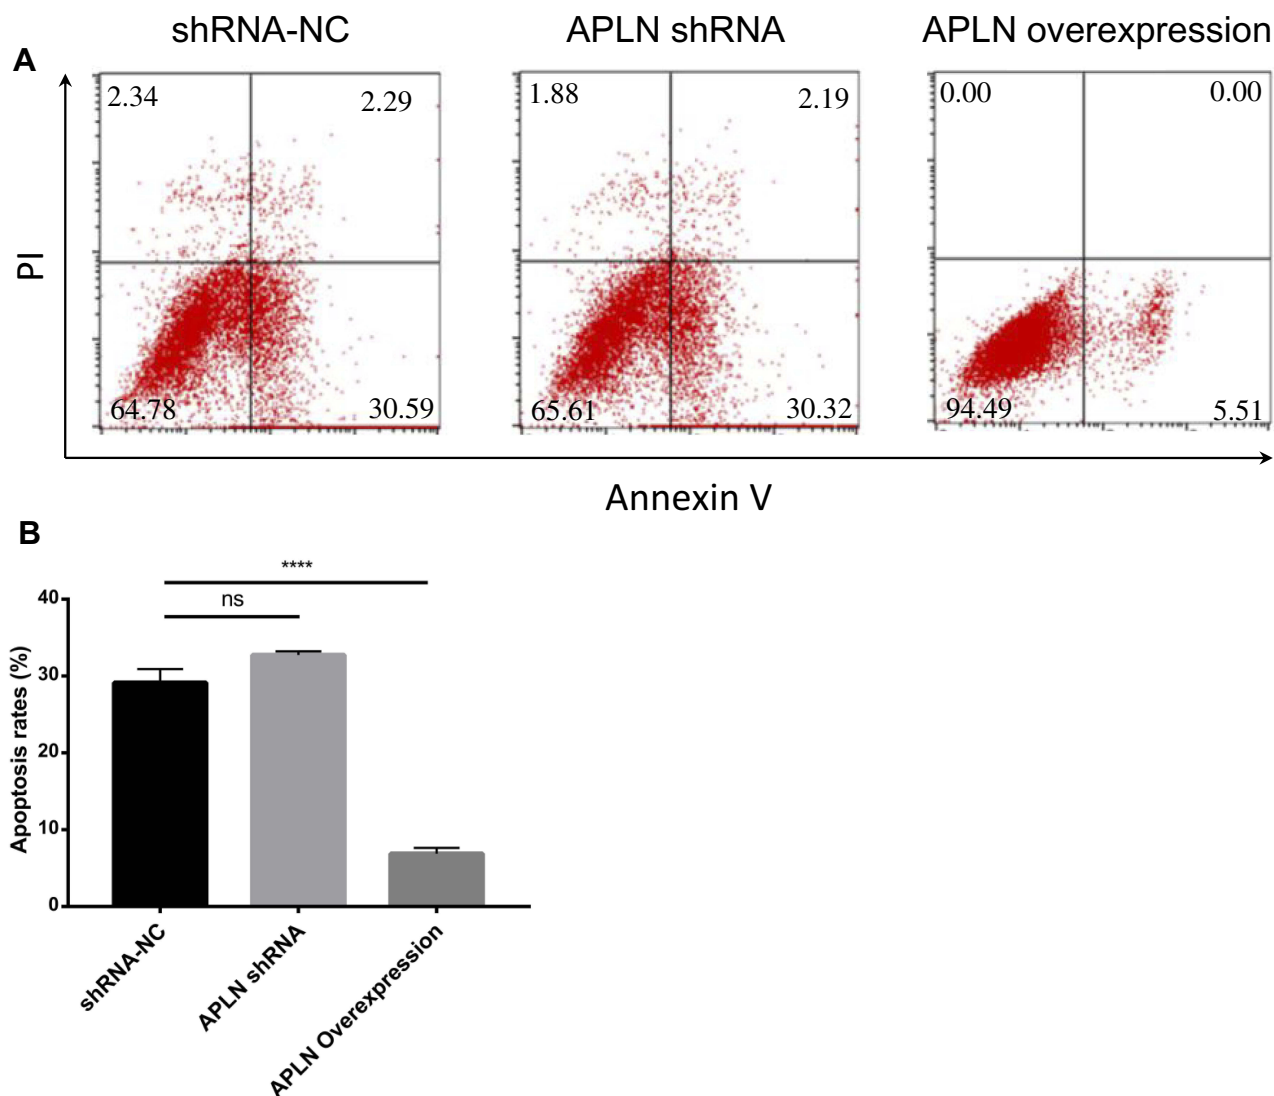 shRNA-NC APLN shRNA APLN overexpression
A
2.34 2.29 1.88 2.19 0.00 0.00
PI
64.78 30.59 65.61 30.32 94.49 5.51
Annexin V
B
****
ns
40
30
20
10
0
Apoptosis rates (%)
shRNA-NC
APLN shRNA
APLN Overexpression